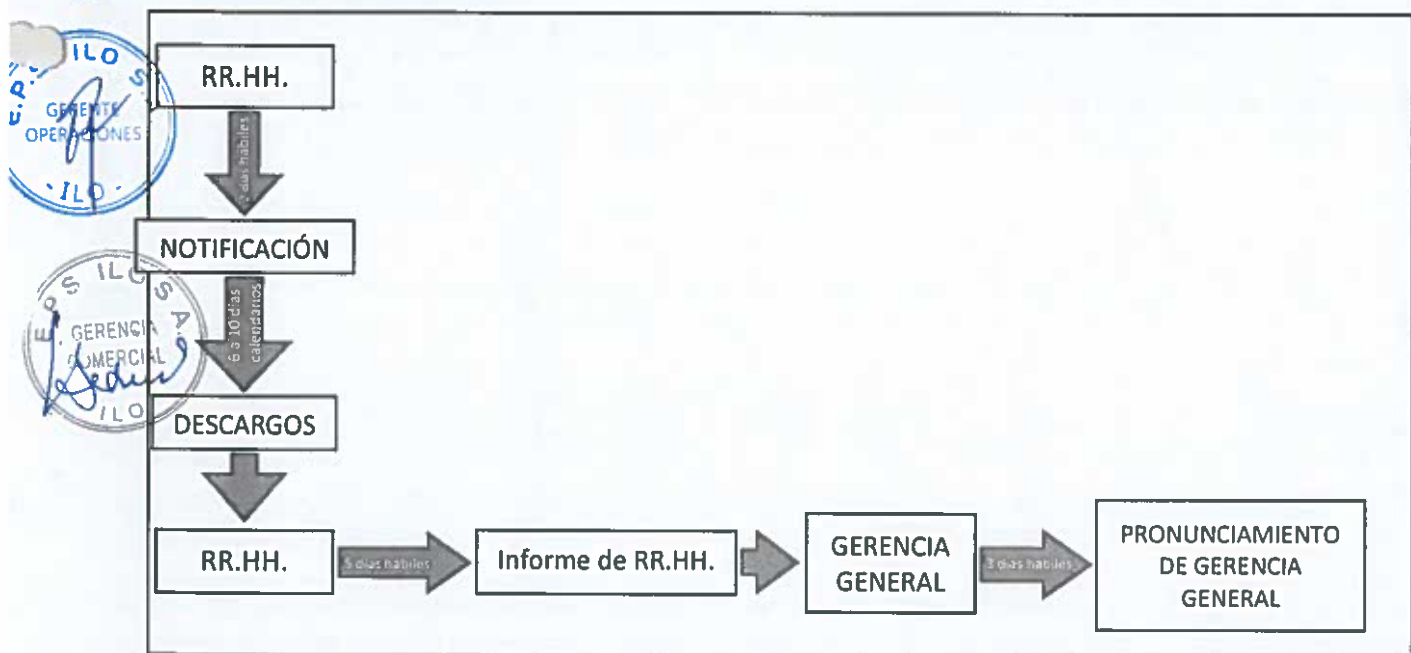 E.P.S ILO S.
GERENTE
OPERACIONES
- ILO -
RR.HH.
días hábiles
NOTIFICACIÓN
E P S ILO S A.
GERENCIA
COMERCIAL
ILO
6 a 10 días
calendarios
DESCARGOS
RR.HH.
5 días hábiles
Informe de RR.HH.
GERENCIA
GENERAL
3 días hábiles
PRONUNCIAMIENTO
DE GERENCIA
GENERAL